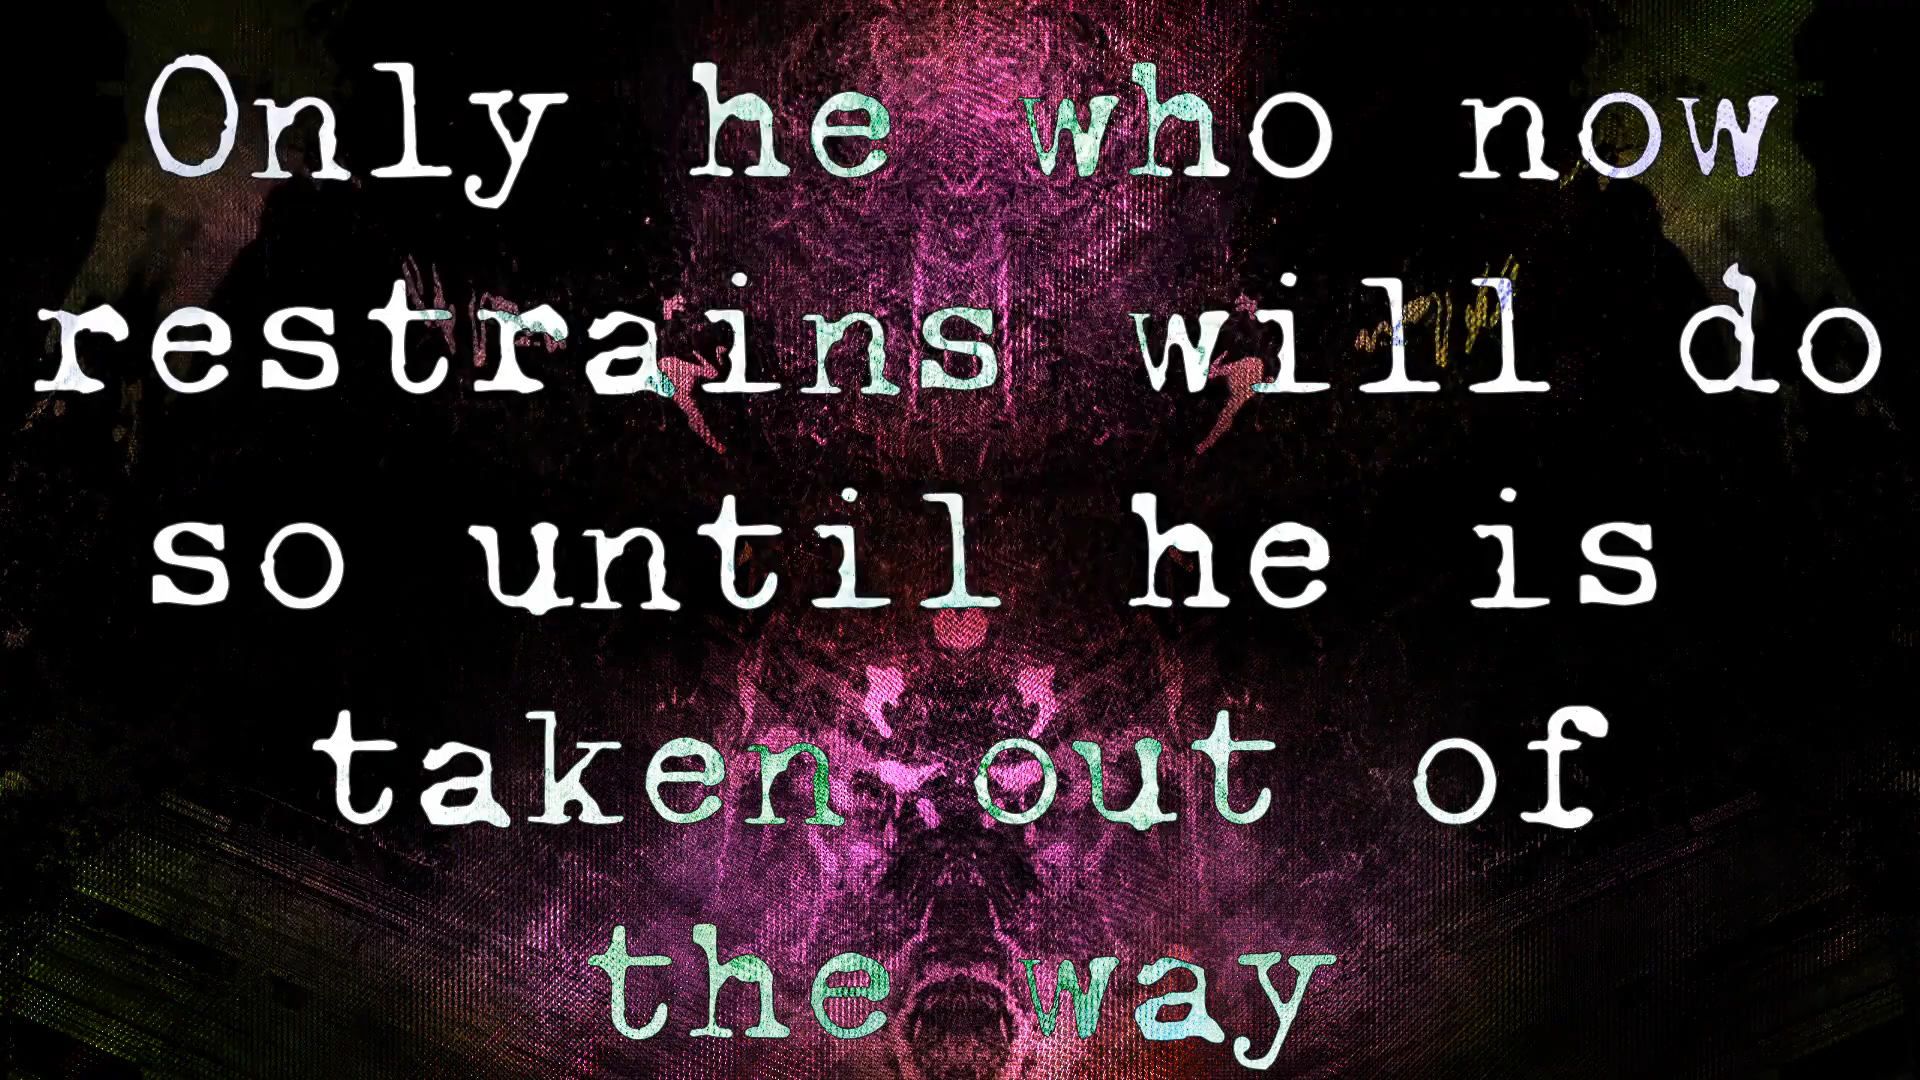 Only he who now
restrains will do
so until he is
taken out of
the way